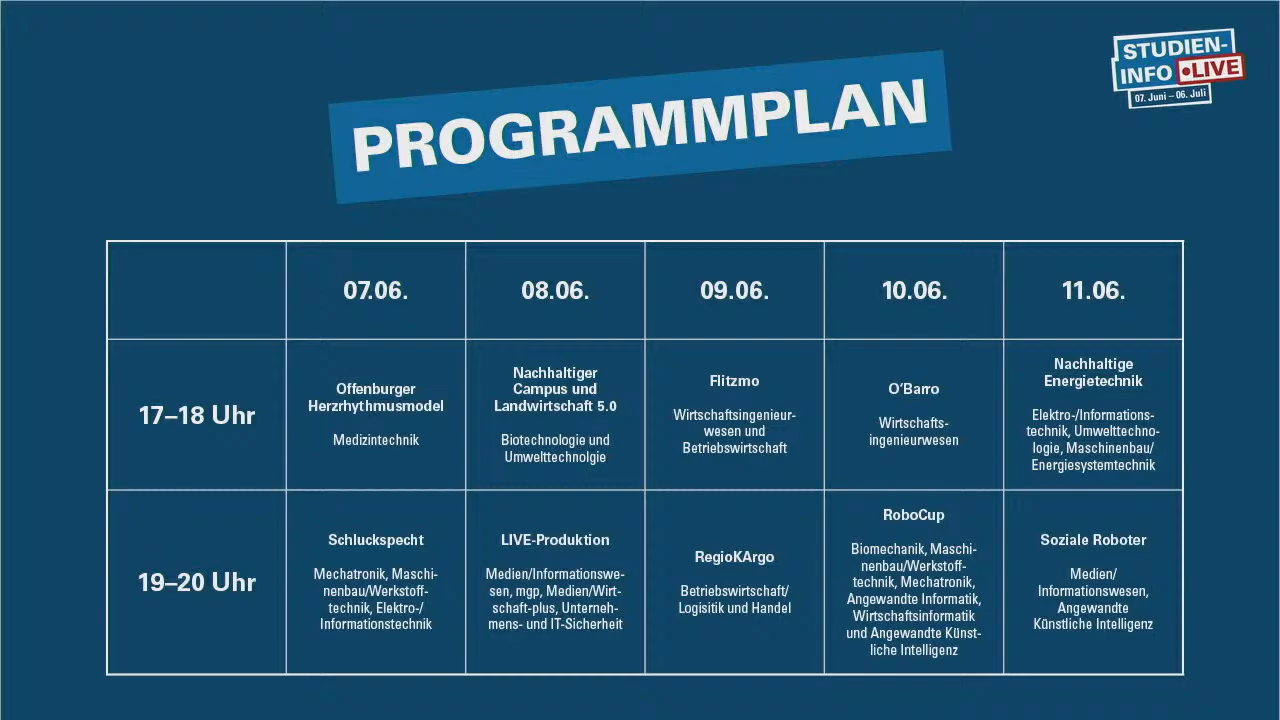 STUDIEN-
INFO •LIVE
07. Juni – 06. Juli
PROGRAMMPLAN
07.06.
08.06.
09.06.
10.06.
11.06.
17–18 Uhr
Offenburger
Herzrhythmusmodel
Medizintechnik
Nachhaltiger
Campus und
Landwirtschaft 5.0
Biotechnologie und
Umwelttechnolgie
Flitzmo
Wirtschaftsingenieur-
wesen und
Betriebswirtschaft
O’Barro
Wirtschafts-
ingenieurwesen
Nachhaltige
Energietechnik
Elektro-/Informations-
technik, Umwelttechno-
logie, Maschinenbau/
Energiesystemtechnik
19–20 Uhr
Schluckspecht
Mechatronik, Maschi-
nenbau/Werkstoff-
technik, Elektro-/
Informationstechnik
LIVE-Produktion
Medien/Informationswe-
sen, mgp, Medien/Wirt-
schaft-plus, Unterneh-
mens- und IT-Sicherheit
RegioKArgo
Betriebswirtschaft/
Logisitik und Handel
RoboCup
Biomechanik, Maschi-
nenbau/Werkstoff-
technik, Mechatronik,
Angewandte Informatik,
Wirtschaftsinformatik
und Angewandte Künst-
liche Intelligenz
Soziale Roboter
Medien/
Informationswesen,
Angewandte
Künstliche Intelligenz